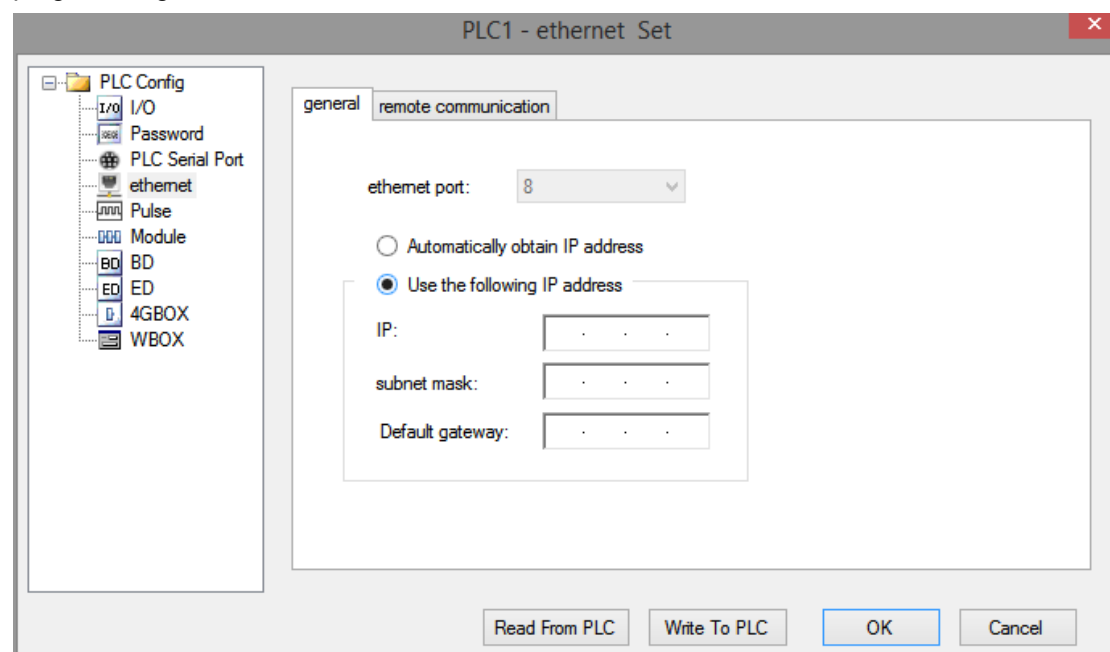 PLC1 - ethernet Set
PLC Config
I/O I/O
Password
PLC Serial Port
ethernet
Pulse
Module
BD BD
ED ED
4GBOX
WBOX
general remote communication
ethernet port: 8
Automatically obtain IP address
Use the following IP address
IP: . . .
subnet mask: . . .
Default gateway: . . .
Read From PLC Write To PLC OK Cancel